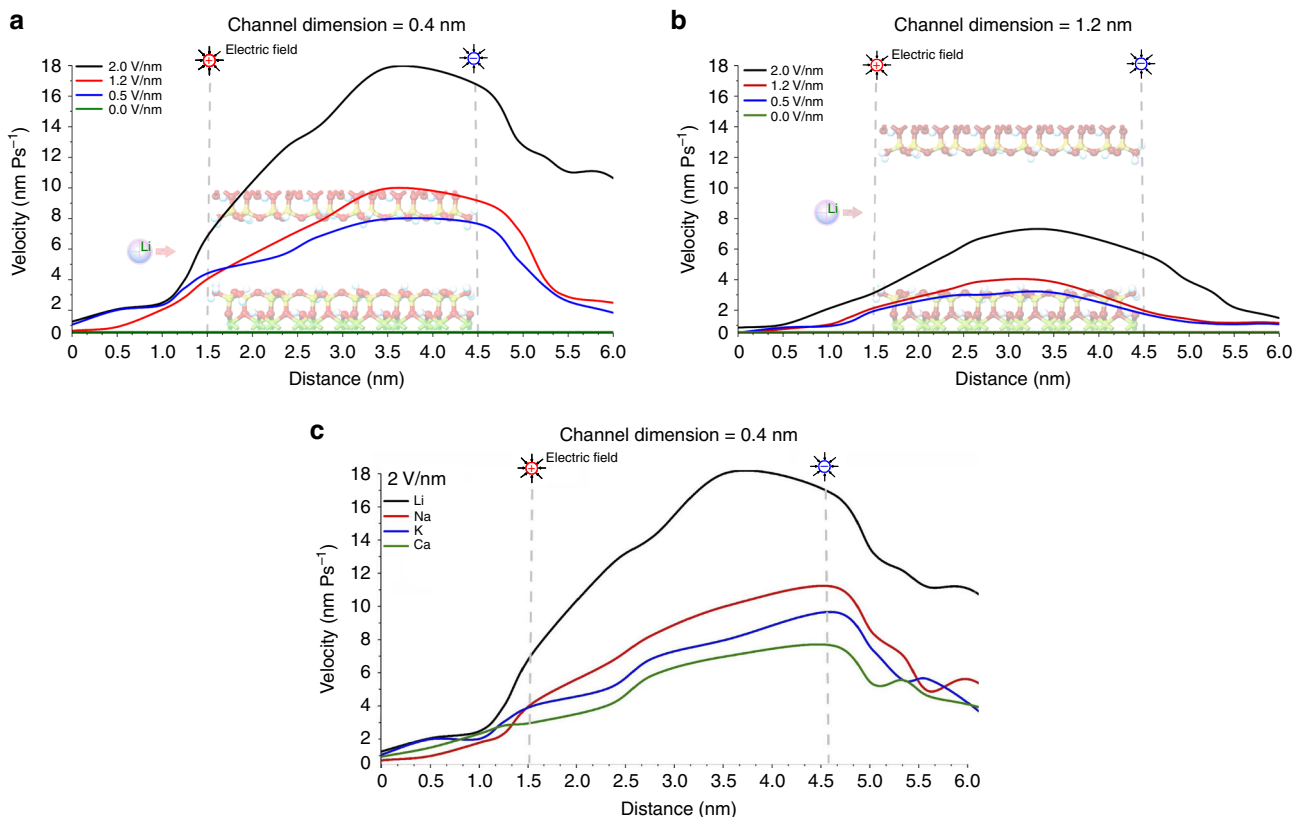 a
Channel dimension = 0.4 nm
Electric field
+
−
2.0 V/nm
1.2 V/nm
0.5 V/nm
0.0 V/nm
Velocity (nm Ps⁻¹)
18
16
14
12
10
8
6
4
2
0
Li
0
0.5
1.0
1.5
2.0
2.5
3.0
3.5
4.0
4.5
5.0
5.5
6.0
Distance (nm)
b
Channel dimension = 1.2 nm
Electric field
+
−
2.0 V/nm
1.2 V/nm
0.5 V/nm
0.0 V/nm
Velocity (nm Ps⁻¹)
18
16
14
12
10
8
6
4
2
0
Li
0
0.5
1.0
1.5
2.0
2.5
3.0
3.5
4.0
4.5
5.0
5.5
6.0
Distance (nm)
c
Channel dimension = 0.4 nm
Electric field
+
−
2 V/nm
Li
Na
K
Ca
Velocity (nm Ps⁻¹)
18
16
14
12
10
8
6
4
2
0
0
0.5
1.0
1.5
2.0
2.5
3.0
3.5
4.0
4.5
5.0
5.5
6.0
Distance (nm)